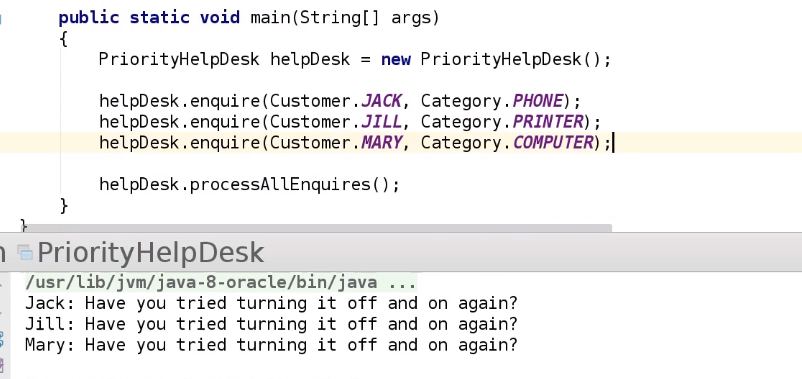 public static void main(String[] args)
{
PriorityHelpDesk helpDesk = new PriorityHelpDesk();
helpDesk.enquire(Customer.JACK, Category.PHONE);
helpDesk.enquire(Customer.JILL, Category.PRINTER);
helpDesk.enquire(Customer.MARY, Category.COMPUTER);
helpDesk.processAllEnquires();
}
}
PriorityHelpDesk
/usr/lib/jvm/java-8-oracle/bin/java ...
Jack: Have you tried turning it off and on again?
Jill: Have you tried turning it off and on again?
Mary: Have you tried turning it off and on again?